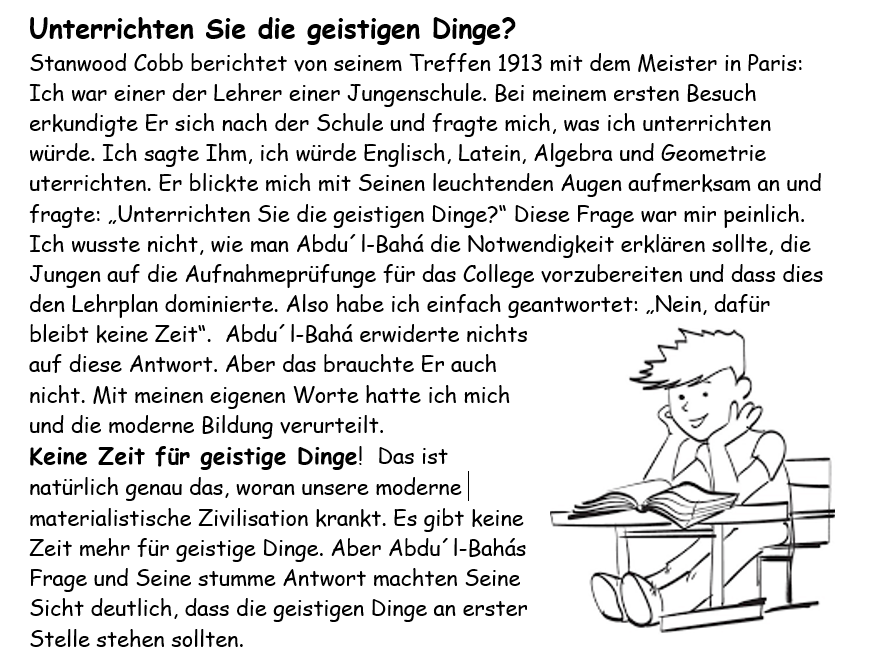 Unterrichten Sie die geistigen Dinge?
Stanwood Cobb berichtet von seinem Treffen 1913 mit dem Meister in Paris:
Ich war einer der Lehrer einer Jungenschule. Bei meinem ersten Besuch
erkundigte Er sich nach der Schule und fragte mich, was ich unterrichten
würde. Ich sagte Ihm, ich würde Englisch, Latein, Algebra und Geometrie
uterrichten. Er blickte mich mit Seinen leuchtenden Augen aufmerksam an und
fragte: „Unterrichten Sie die geistigen Dinge?“ Diese Frage war mir peinlich.
Ich wusste nicht, wie man Abdu´l-Bahá die Notwendigkeit erklären sollte, die
Jungen auf die Aufnahmeprüfunge für das College vorzubereiten und dass dies
den Lehrplan dominierte. Also habe ich einfach geantwortet: „Nein, dafür
bleibt keine Zeit“.  Abdu´l-Bahá erwiderte nichts
auf diese Antwort. Aber das brauchte Er auch
nicht. Mit meinen eigenen Worte hatte ich mich
und die moderne Bildung verurteilt.
Keine Zeit für geistige Dinge!  Das ist
natürlich genau das, woran unsere moderne
materialistische Zivilisation krankt. Es gibt keine
Zeit mehr für geistige Dinge. Aber Abdu´l-Bahás
Frage und Seine stumme Antwort machten Seine
Sicht deutlich, dass die geistigen Dinge an erster
Stelle stehen sollten.